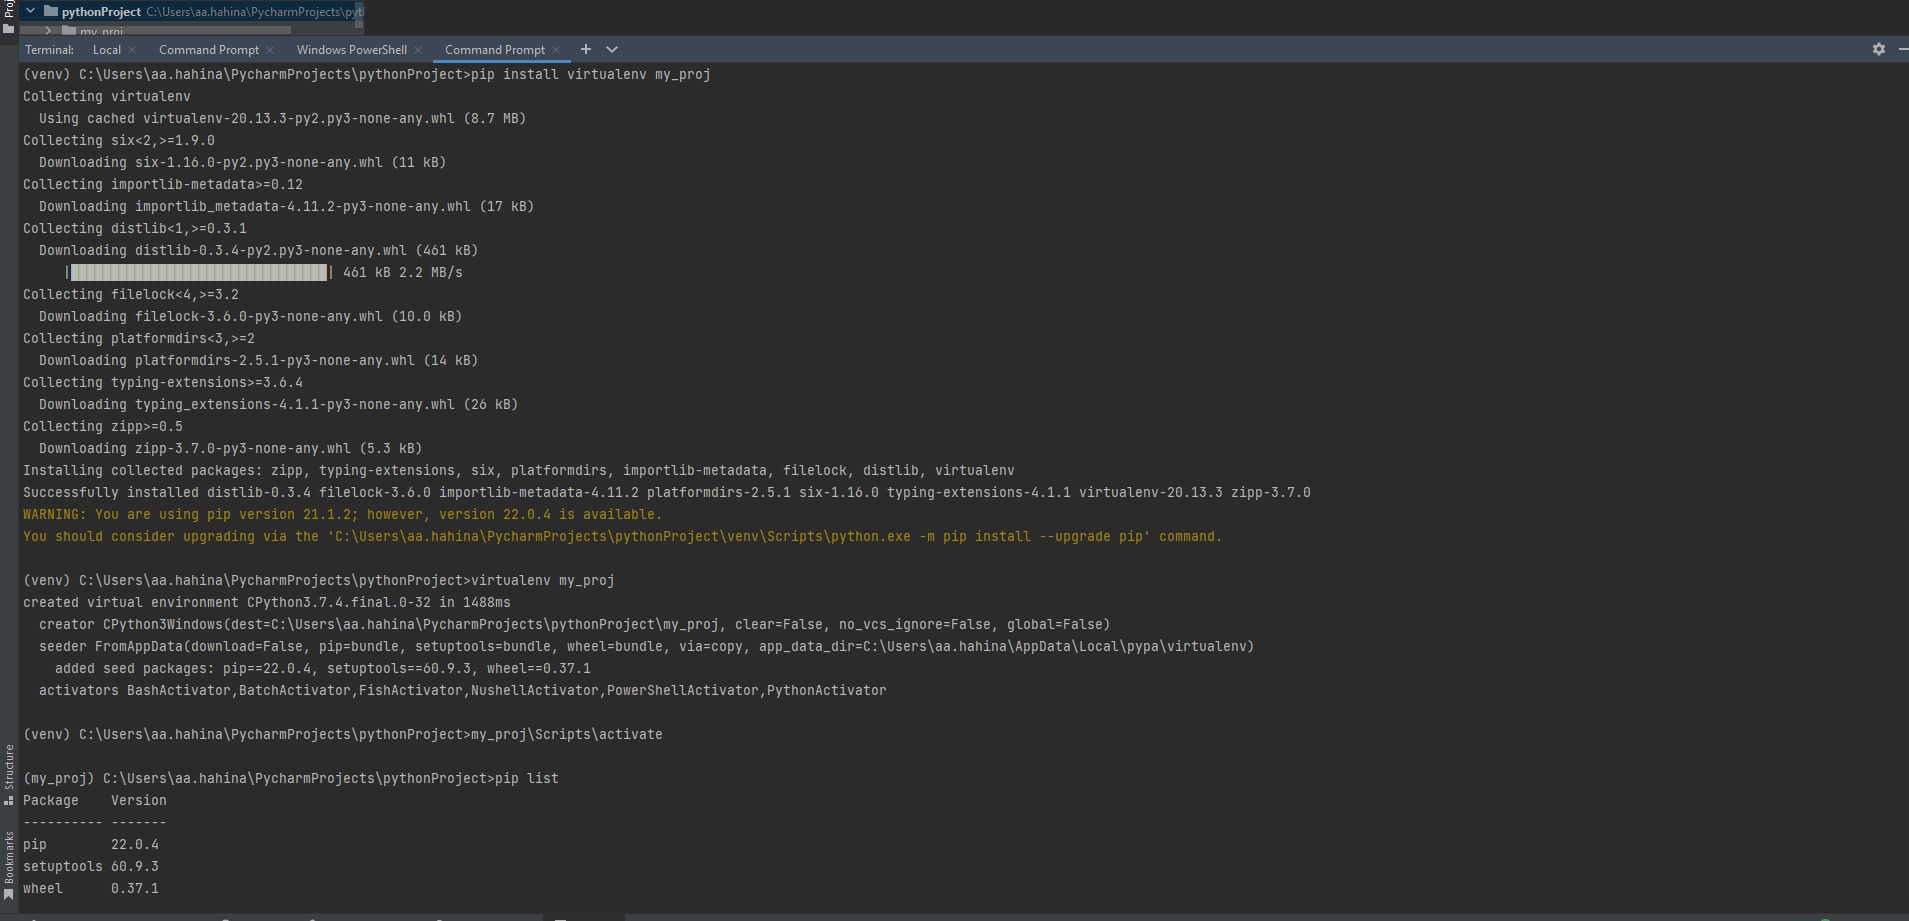 Proj
pythonProject C:\Users\aa.hahina\PycharmProjects\pyt
my_proj
Terminal: Local Command Prompt Windows PowerShell Command Prompt
(venv) C:\Users\aa.hahina\PycharmProjects\pythonProject>pip install virtualenv my_proj
Collecting virtualenv
Using cached virtualenv-20.13.3-py2.py3-none-any.whl (8.7 MB)
Collecting six<2,>=1.9.0
Downloading six-1.16.0-py2.py3-none-any.whl (11 kB)
Collecting importlib-metadata>=0.12
Downloading importlib_metadata-4.11.2-py3-none-any.whl (17 kB)
Collecting distlib<1,>=0.3.1
Downloading distlib-0.3.4-py2.py3-none-any.whl (461 kB)
|████████████████████████████████| 461 kB 2.2 MB/s
Collecting filelock<4,>=3.2
Downloading filelock-3.6.0-py3-none-any.whl (10.0 kB)
Collecting platformdirs<3,>=2
Downloading platformdirs-2.5.1-py3-none-any.whl (14 kB)
Collecting typing-extensions>=3.6.4
Downloading typing_extensions-4.1.1-py3-none-any.whl (26 kB)
Collecting zipp>=0.5
Downloading zipp-3.7.0-py3-none-any.whl (5.3 kB)
Installing collected packages: zipp, typing-extensions, six, platformdirs, importlib-metadata, filelock, distlib, virtualenv
Successfully installed distlib-0.3.4 filelock-3.6.0 importlib-metadata-4.11.2 platformdirs-2.5.1 six-1.16.0 typing-extensions-4.1.1 virtualenv-20.13.3 zipp-3.7.0
WARNING: You are using pip version 21.1.2; however, version 22.0.4 is available.
You should consider upgrading via the 'C:\Users\aa.hahina\PycharmProjects\pythonProject\venv\Scripts\python.exe -m pip install --upgrade pip' command.
(venv) C:\Users\aa.hahina\PycharmProjects\pythonProject>virtualenv my_proj
created virtual environment CPython3.7.4.final.0-32 in 1488ms
creator CPython3Windows(dest=C:\Users\aa.hahina\PycharmProjects\pythonProject\my_proj, clear=False, no_vcs_ignore=False, global=False)
seeder FromAppData(download=False, pip=bundle, setuptools=bundle, wheel=bundle, via=copy, app_data_dir=C:\Users\aa.hahina\AppData\Local\pypa\virtualenv)
added seed packages: pip==22.0.4, setuptools==60.9.3, wheel==0.37.1
activators BashActivator,BatchActivator,FishActivator,NushellActivator,PowerShellActivator,PythonActivator
(venv) C:\Users\aa.hahina\PycharmProjects\pythonProject>my_proj\Scripts\activate
(my_proj) C:\Users\aa.hahina\PycharmProjects\pythonProject>pip list
Package    Version
---------- -------
pip        22.0.4
setuptools 60.9.3
wheel      0.37.1
Structure
Bookmarks